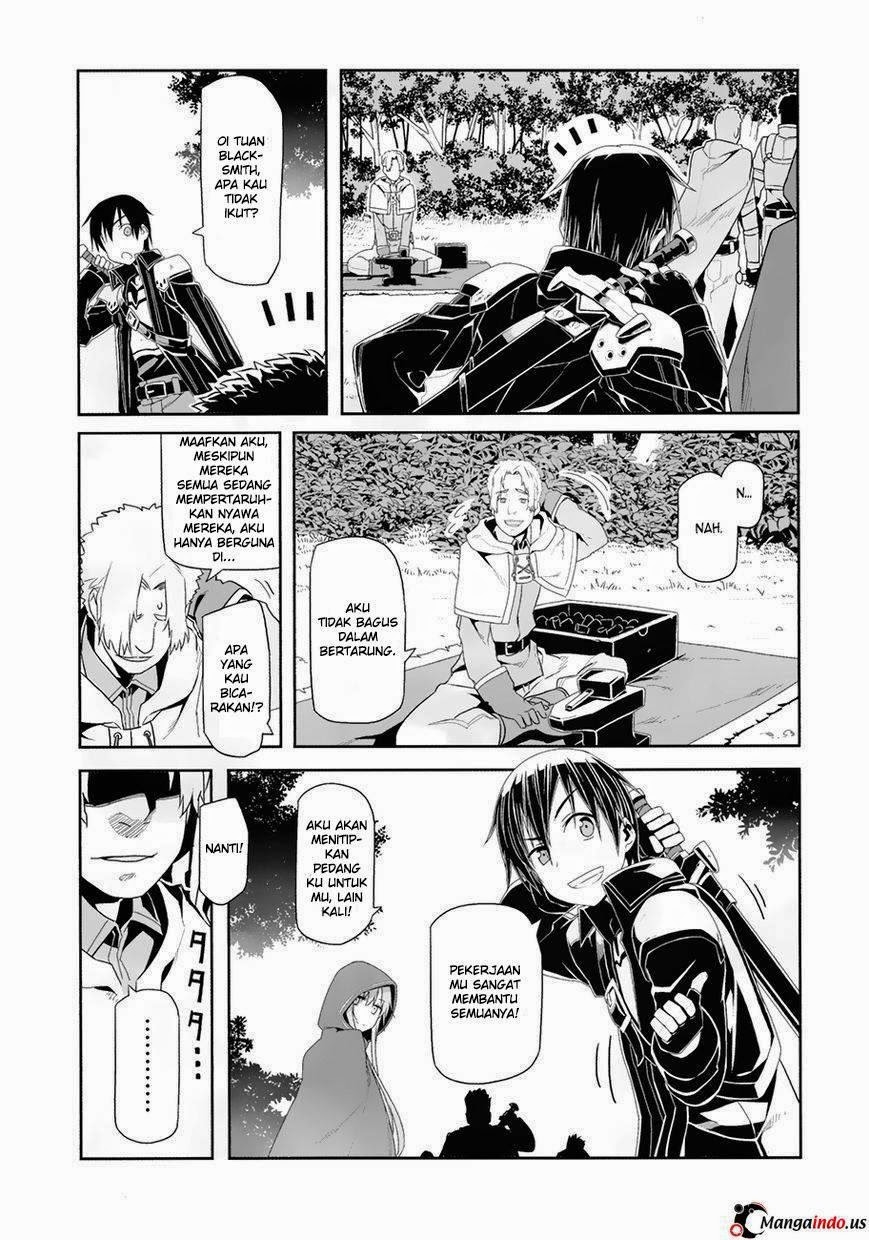 OI TUAN
BLACK-
SMITH,
APA KAU
TIDAK
IKUT?
N...
NAH.
AKU
TIDAK BAGUS
DALAM
BERTARUNG.
MAAFKAN AKU,
MESKIPUN
MEREKA
SEMUA SEDANG
MEMPERTARUH-
KAN NYAWA
MEREKA, AKU
HANYA BERGUNA
DI...
APA
YANG
KAU
BICA-
RAKAN!?
PEKERJAAN
MU SANGAT
MEMBANTU
SEMUANYA!
AKU AKAN
MENITIP-
KAN
PEDANG
KU UNTUK
MU, LAIN
KALI!
NANTI!
タタタ...
..........
Mangaindo.us